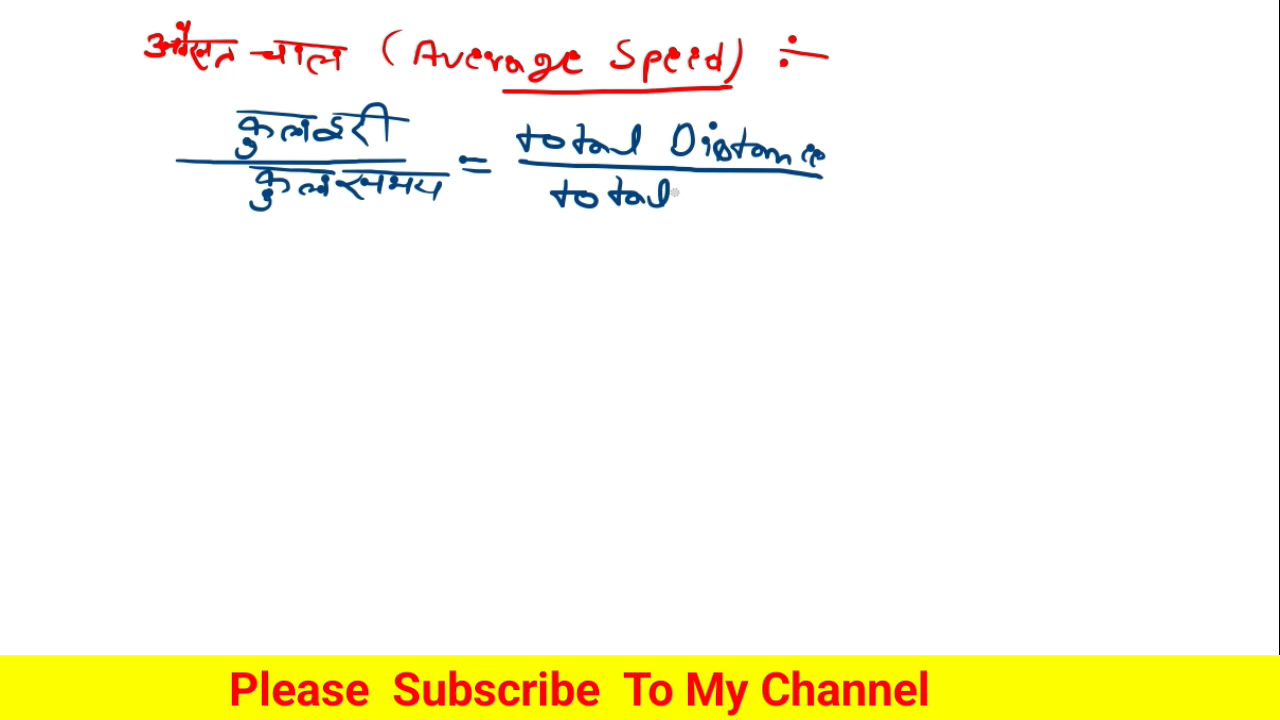 औसत चाल (Average Speed) ÷
कुल दूरी / कुल समय = total Distance / total
Please Subscribe To My Channel